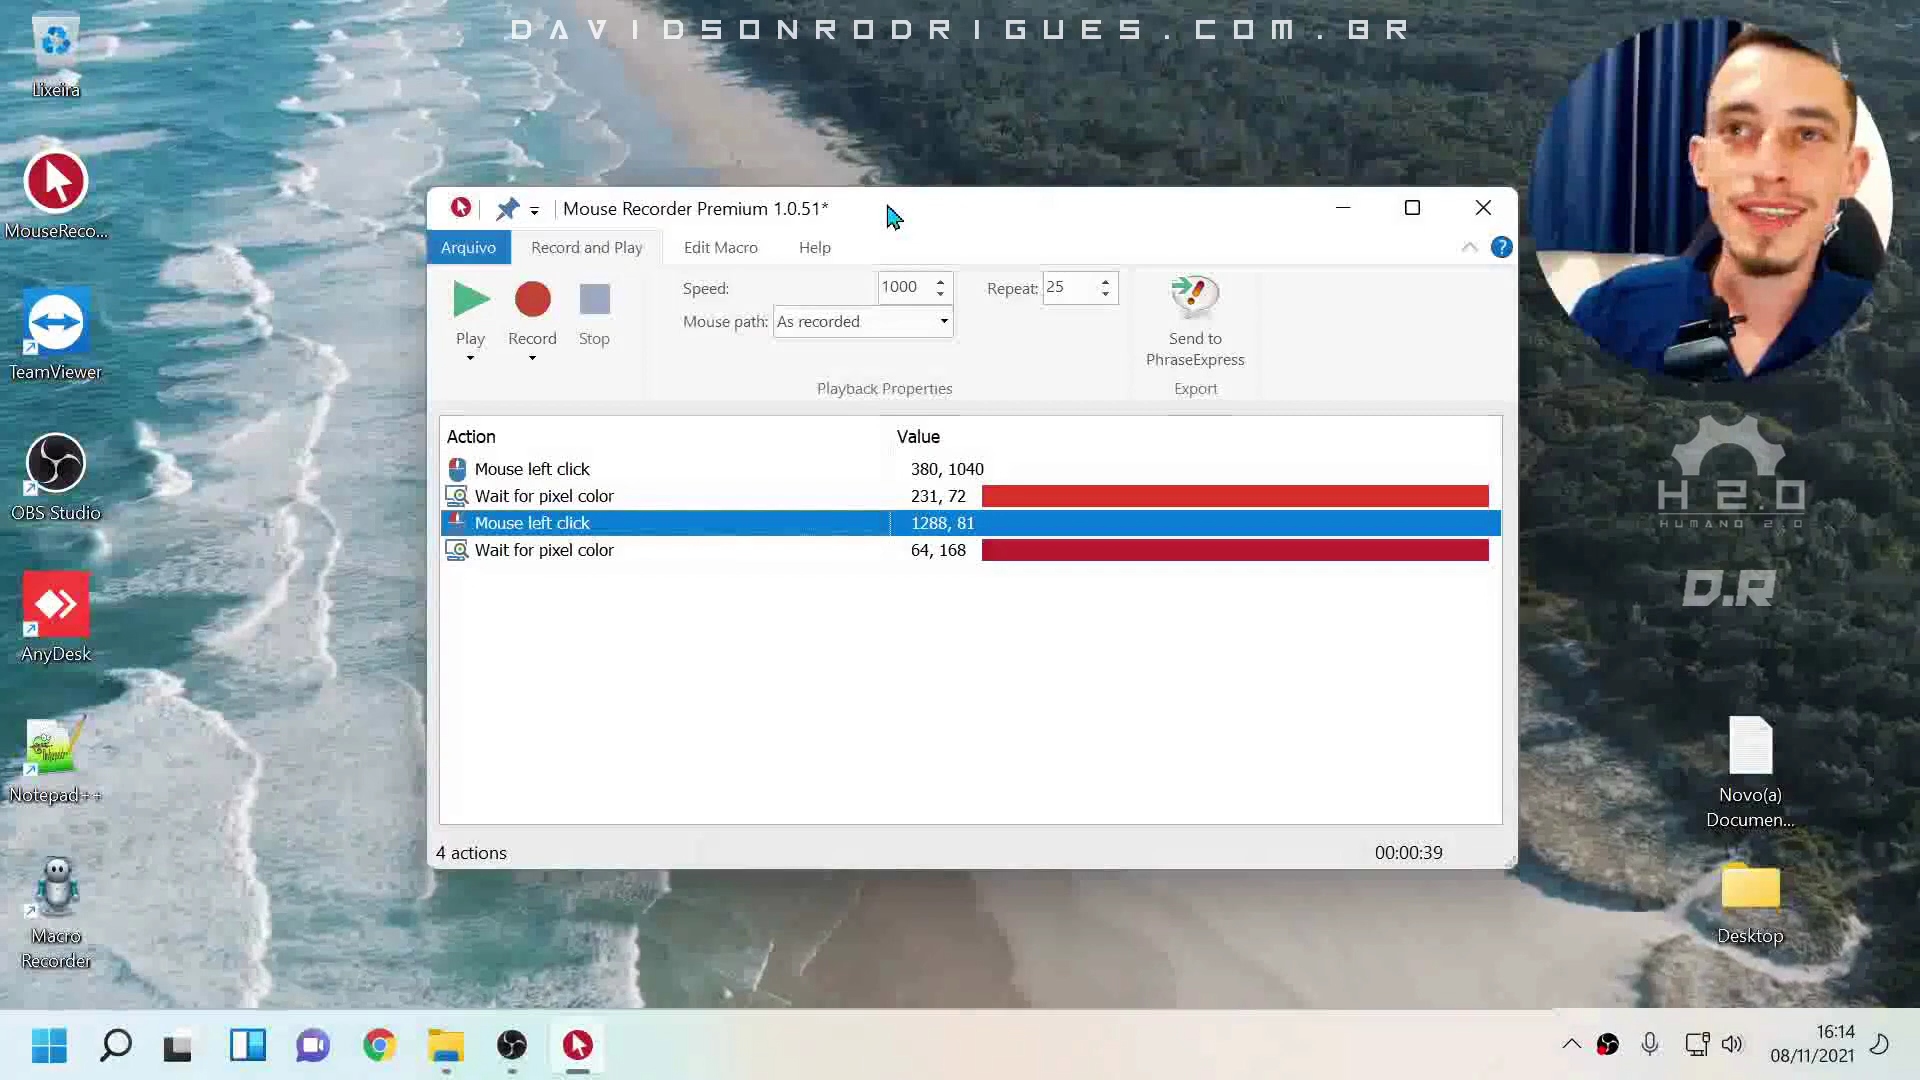 DAVIDSONRODRIGUES.COM.BR
Lixeira
MouseReco...
TeamViewer
OBS Studio
AnyDesk
Notepad++
Macro
Recorder
Mouse Recorder Premium 1.0.51*
Arquivo
Record and Play
Edit Macro
Help
?
Play
Record
Stop
Speed:
1000
Repeat:
25
Mouse path:
As recorded
Playback Properties
Send to
PhraseExpress
Export
Action
Value
Mouse left click
380, 1040
Wait for pixel color
231, 72
Mouse left click
1288, 81
Wait for pixel color
64, 168
4 actions
00:00:39
H 2.0
HUMANO 2.0
D.R
Novo(a)
Documen...
Desktop
16:14
08/11/2021